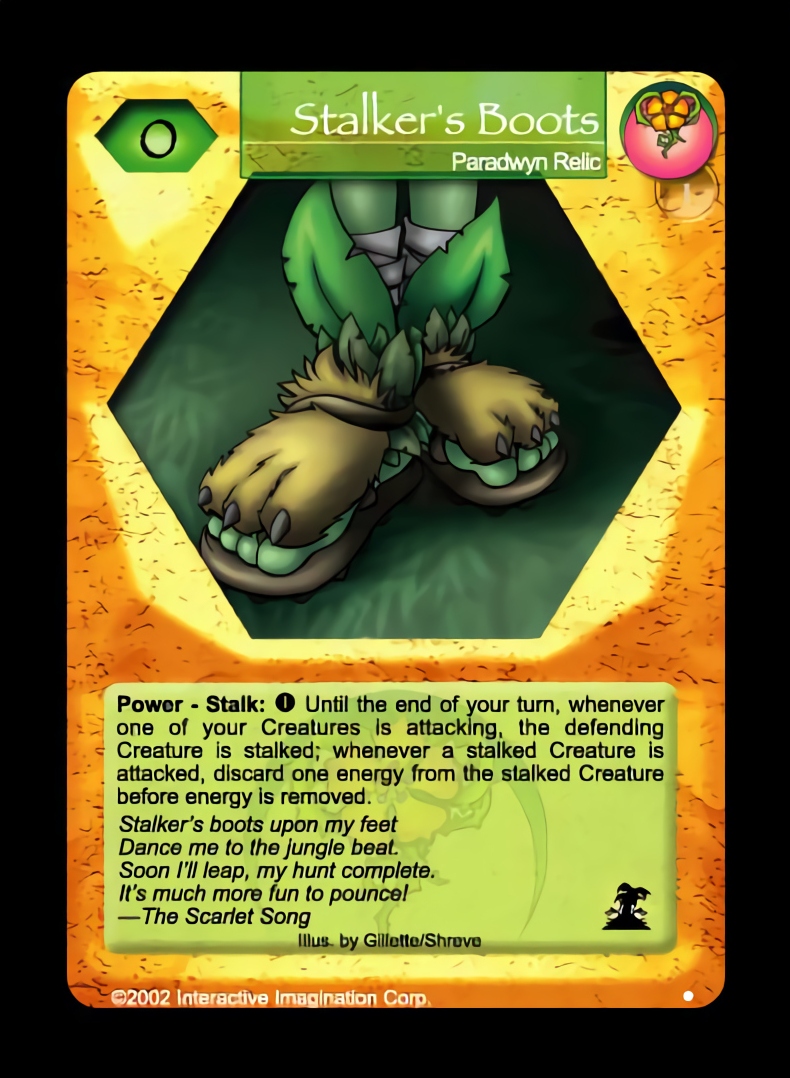 0
Stalker's Boots
Paradwyn Relic
Power - Stalk: 1 Until the end of your turn, whenever
one of your Creatures is attacking, the defending
Creature is stalked; whenever a stalked Creature is
attacked, discard one energy from the stalked Creature
before energy is removed.
Stalker's boots upon my feet
Dance me to the jungle beat.
Soon I'll leap, my hunt complete.
It's much more fun to pounce!
—The Scarlet Song
Illus. by Gillette/Shrove
©2002 Interactive Imagination Corp.